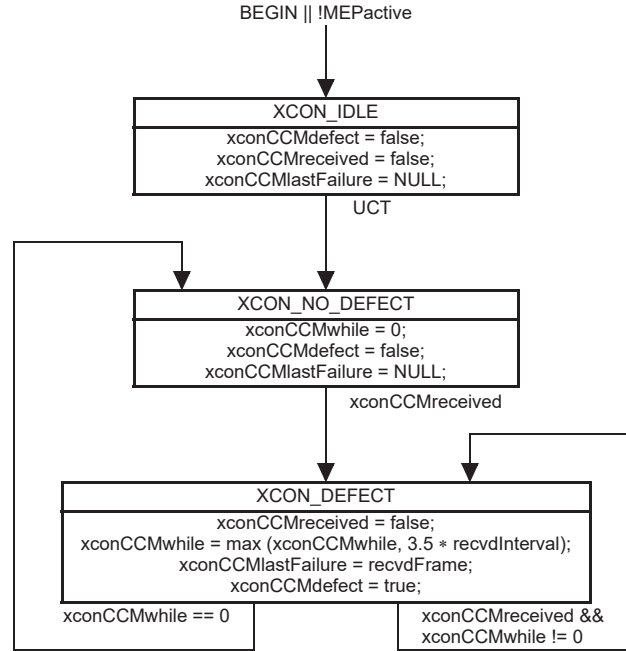 BEGIN || !MEPactive
XCON_IDLE
xconCCMdefect = false;
xconCCMreceived = false;
xconCCMlastFailure = NULL;
UCT
XCON_NO_DEFECT
xconCCMwhile = 0;
xconCCMdefect = false;
xconCCMlastFailure = NULL;
xconCCMreceived
XCON_DEFECT
xconCCMreceived = false;
xconCCMwhile = max (xconCCMwhile, 3.5 * recvdInterval);
xconCCMlastFailure = recvdFrame;
xconCCMdefect = true;
xconCCMwhile == 0
xconCCMreceived &&
xconCCMwhile != 0